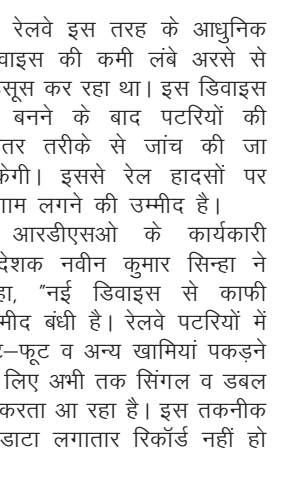 रेलवे इस तरह के आधुनिक
वाइस की कमी लंबे अरसे से
सूस कर रहा था। इस डिवाइस
बनने के बाद पटरियों की
तर तरीके से जांच की जा
केगी। इससे रेल हादसों पर
गाम लगने की उम्मीद है।
आरडीएसओ के कार्यकारी
देशक नवीन कुमार सिन्हा ने
हा, "नई डिवाइस से काफी
मीद बंधी है। रेलवे पटरियों में
ट–फूट व अन्य खामियां पकड़ने
लिए अभी तक सिंगल व डबल
करता आ रहा है। इस तकनीक
डाटा लगातार रिकॉर्ड नहीं हो